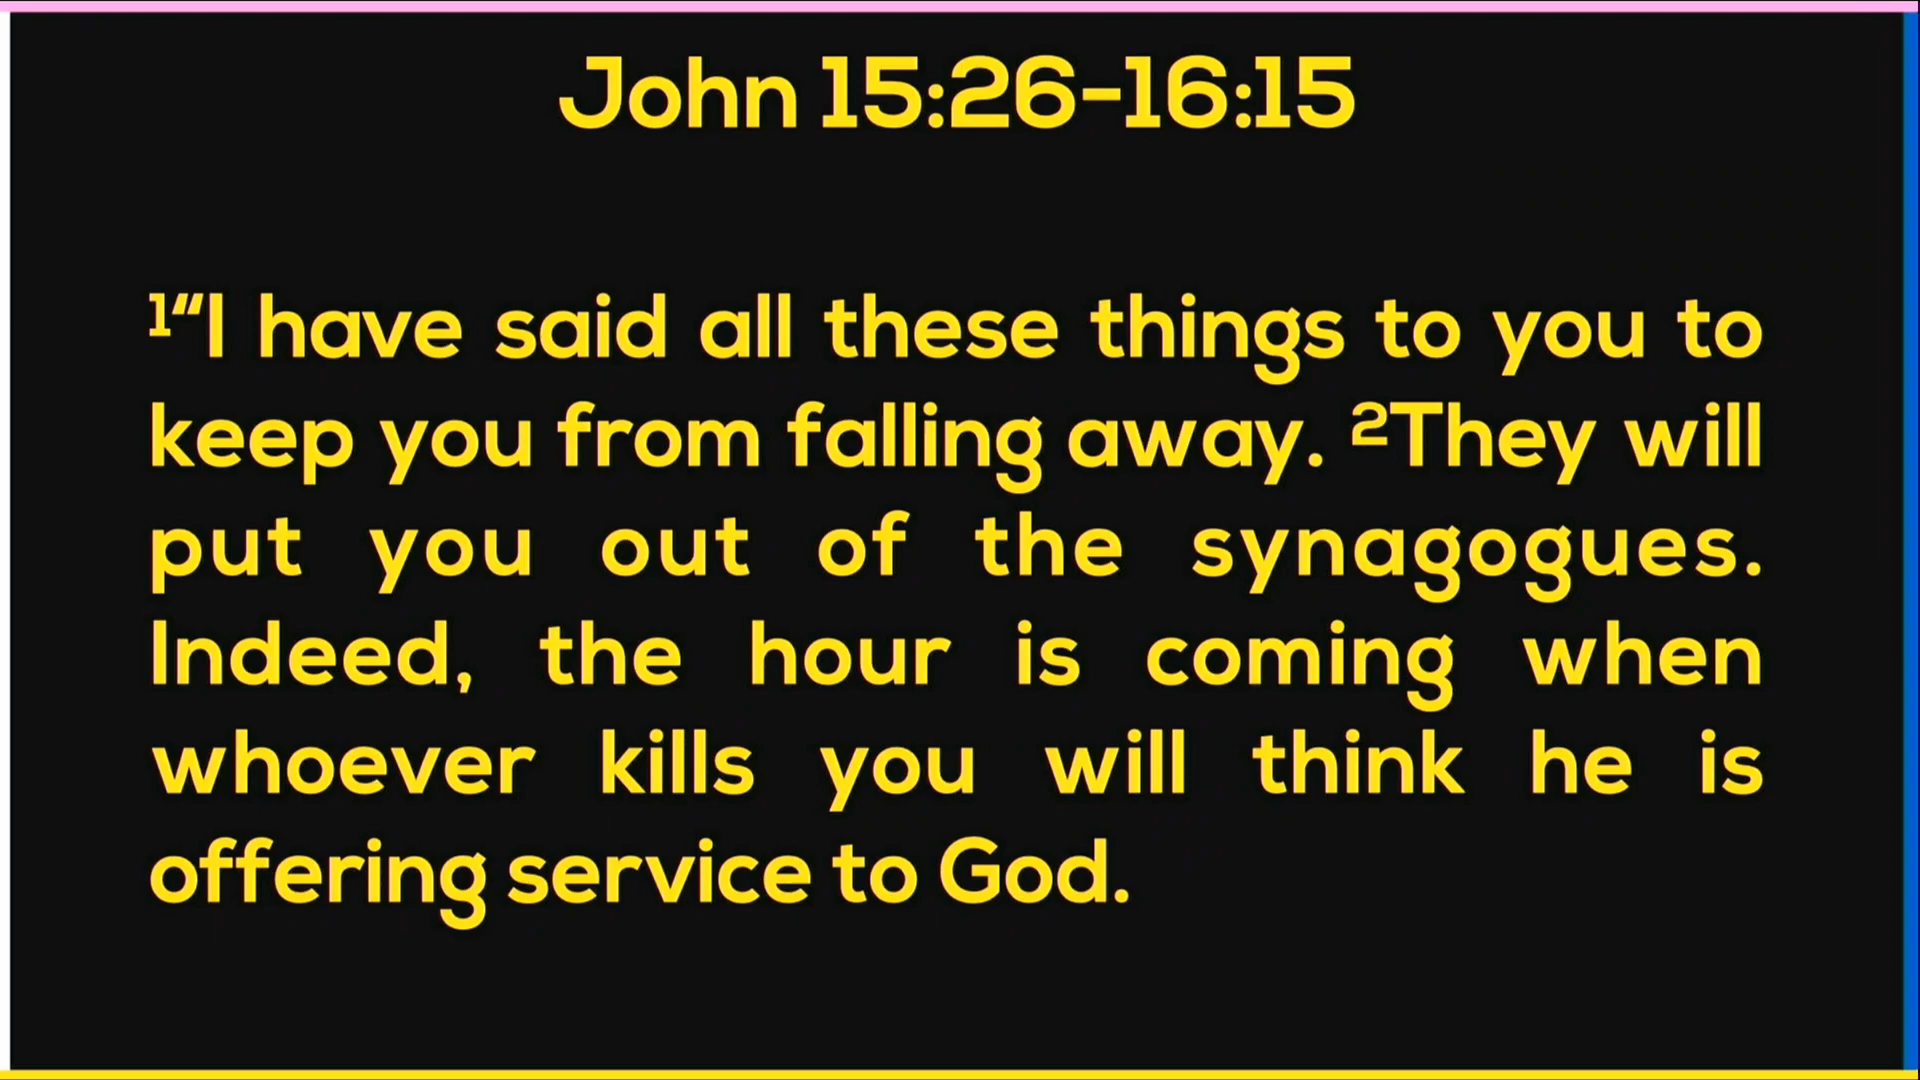 John 15:26-16:15
¹“I have said all these things to you to
keep you from falling away. ²They will
put you out of the synagogues.
Indeed, the hour is coming when
whoever kills you will think he is
offering service to God.